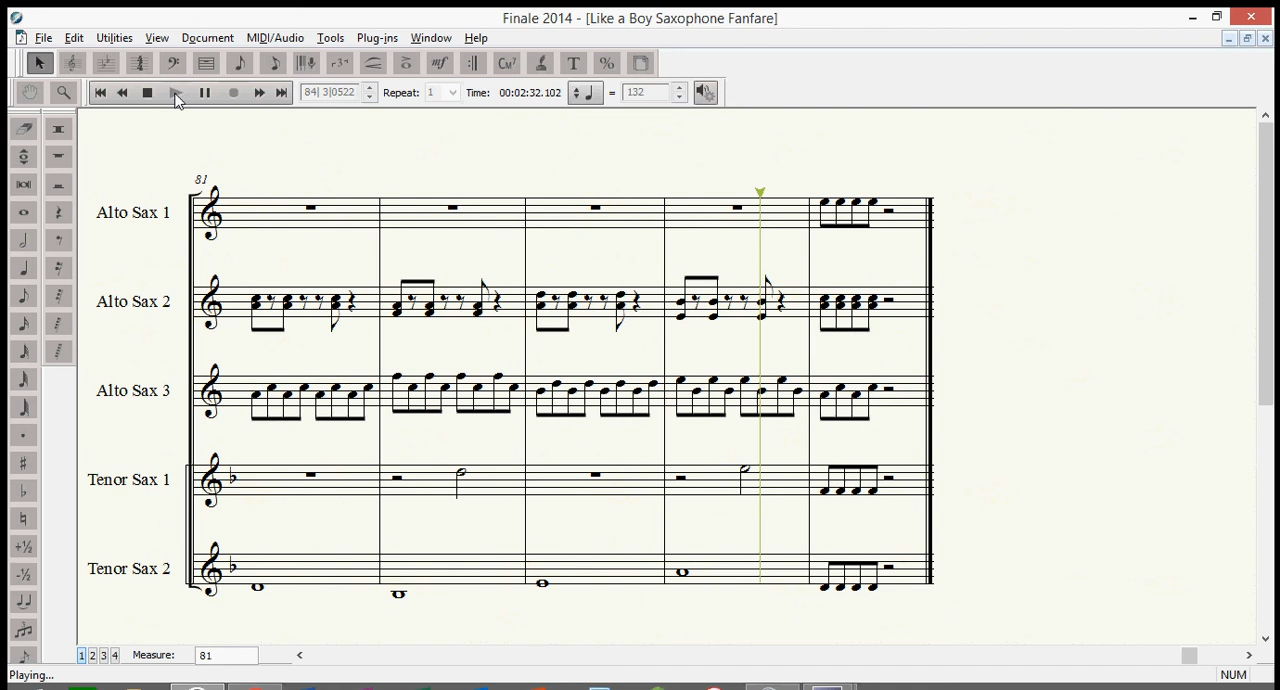 Finale 2014 - [Like a Boy Saxophone Fanfare]
File Edit Utilities View Document MIDI/Audio Tools Plug-ins Window Help
84| 3|0522 Repeat: 1 Time: 00:02:32.102 = 132
81
Alto Sax 1
Alto Sax 2
Alto Sax 3
Tenor Sax 1
Tenor Sax 2
1 2 3 4 Measure: 81
Playing... NUM